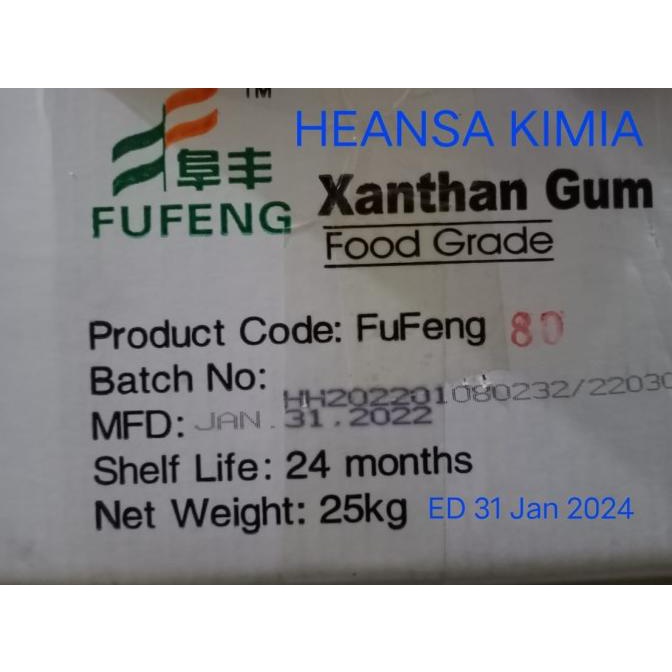 TM
HEANSA KIMIA
阜丰
FUFENG
Xanthan Gum
Food Grade
Product Code: FuFeng 80
Batch No: HH202201080232/22030
MFD: JAN.31.2022
Shelf Life: 24 months
Net Weight: 25kg ED 31 Jan 2024